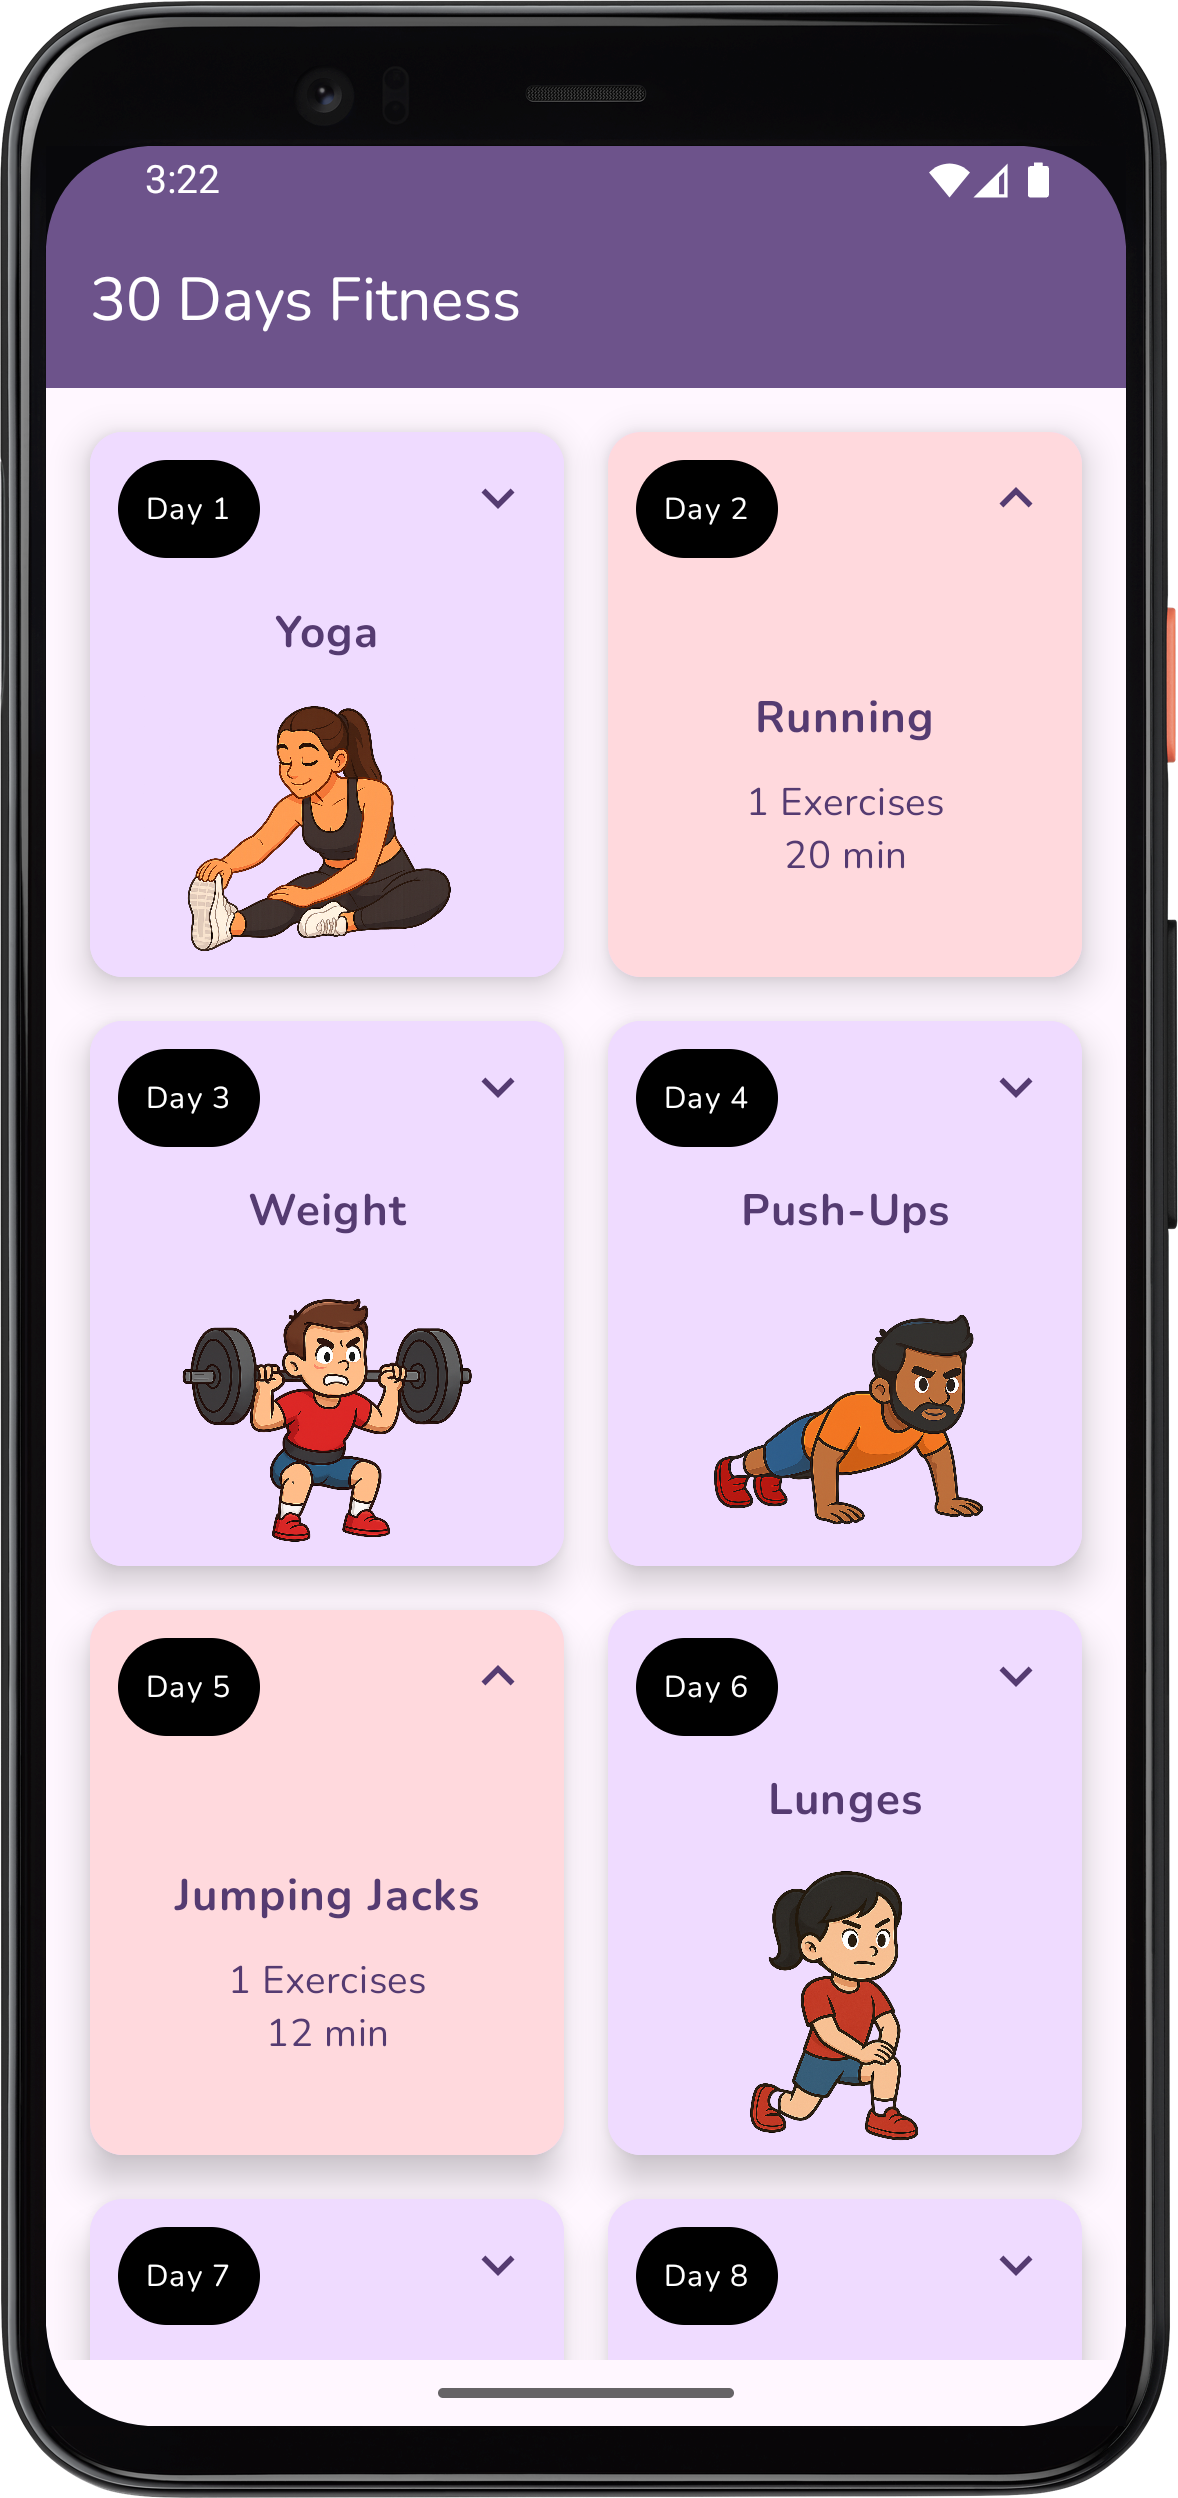 3:22
30 Days Fitness
Day 1
Yoga
Day 2
Running
1 Exercises
20 min
Day 3
Weight
Day 4
Push-Ups
Day 5
Jumping Jacks
1 Exercises
12 min
Day 6
Lunges
Day 7
Day 8